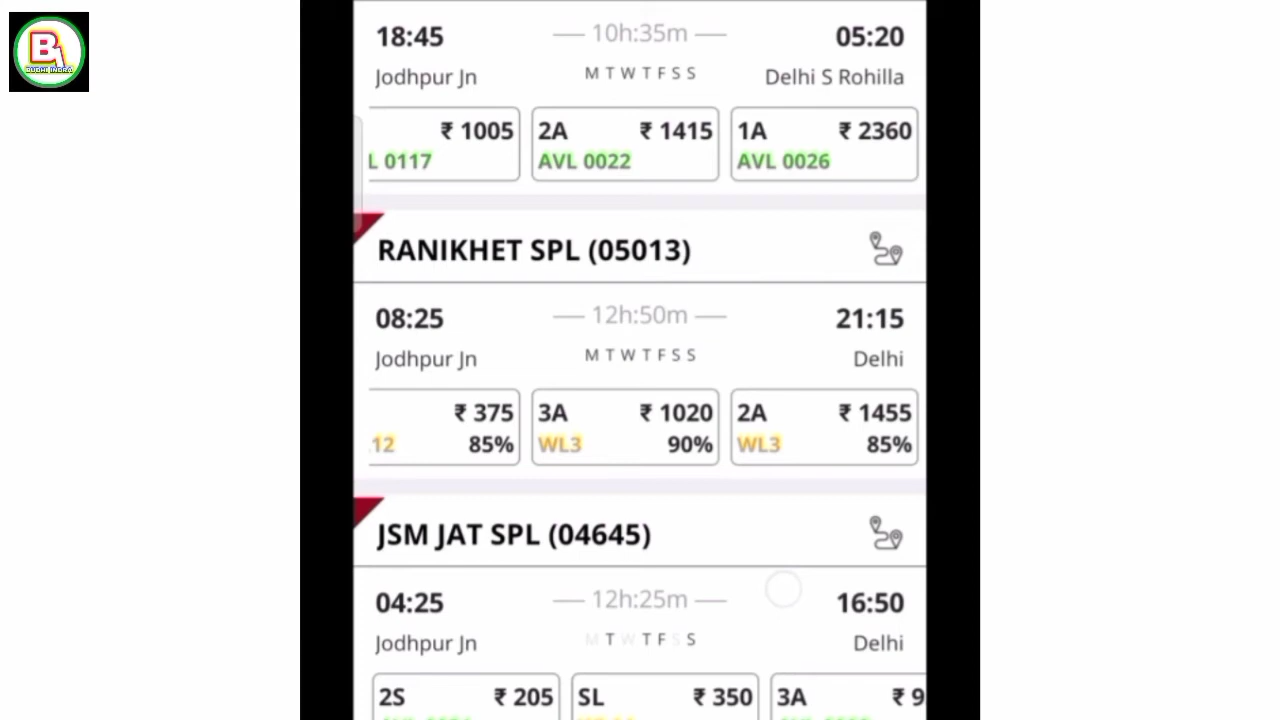 B
BUDHI INDRA
18:45 10h:35m 05:20
Jodhpur Jn M T W T F S S Delhi S Rohilla
₹ 1005 2A ₹ 1415 1A ₹ 2360
L 0117 AVL 0022 AVL 0026
RANIKHET SPL (05013)
08:25 12h:50m 21:15
Jodhpur Jn M T W T F S S Delhi
₹ 375 3A ₹ 1020 2A ₹ 1455
12 85% WL3 90% WL3 85%
JSM JAT SPL (04645)
04:25 12h:25m 16:50
Jodhpur Jn M T W T F S S Delhi
2S ₹ 205 SL ₹ 350 3A ₹ 9